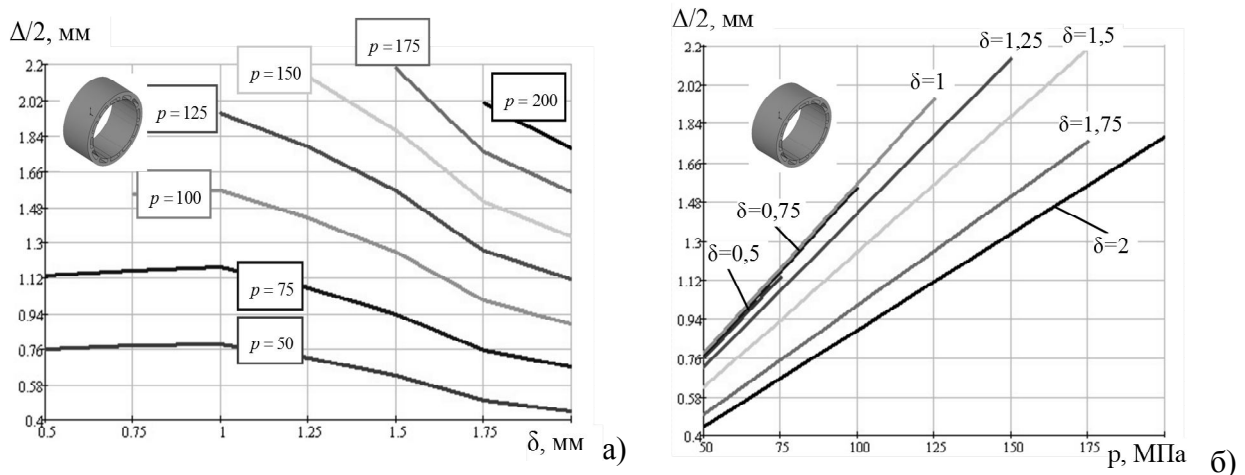 Δ/2, мм
2.2
2.02
1.84
1.66
1.48
1.3
1.12
0.94
0.76
0.58
0.4
p = 175
p = 150
p = 200
p = 125
p = 100
p = 75
p = 50
0.5
0.75
1
1.25
1.5
1.75
δ, мм
а)
Δ/2, мм
2.2
2.02
1.84
1.66
1.48
1.3
1.12
0.94
0.76
0.58
0.4
δ=1,25
δ=1,5
δ=1
δ=1,75
δ=0,75
δ=0,5
δ=2
50
75
100
125
150
175
p, МПа
б)